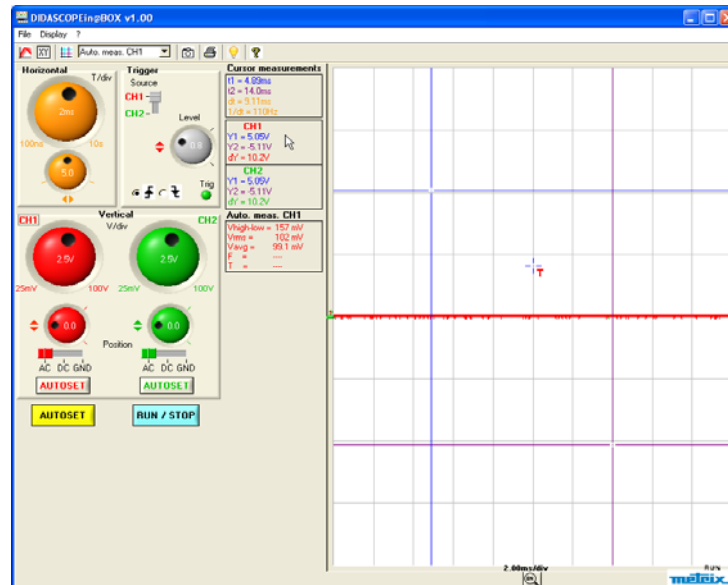 DIDASCOPEin@BOX v1.00
File Display ?
XY Auto. meas. CH1
Horizontal
T/div
2ms
100ns 10s
5.0
Trigger
Source
CH1
CH2
Level
0.8
Trig
Cursor measurements
t1 = 4.89ms
t2 = 14.0ms
dt = 9.11ms
1/dt = 110Hz
CH1
Y1 = 5.05V
Y2 = -5.11V
dY = 10.2V
CH2
Y1 = 5.05V
Y2 = -5.11V
dY = 10.2V
Auto. meas. CH1
Vhigh-low = 157 mV
Vrms = 102 mV
Vavg = 99.1 mV
F = ---
T = ---
Vertical
CH1 V/div CH2
2.5V 2.5V
25mV 100V 25mV 100V
0.0 0.0
Position
AC DC GND AC DC GND
AUTOSET AUTOSET
AUTOSET RUN / STOP
T
2.00ms/div
metrix